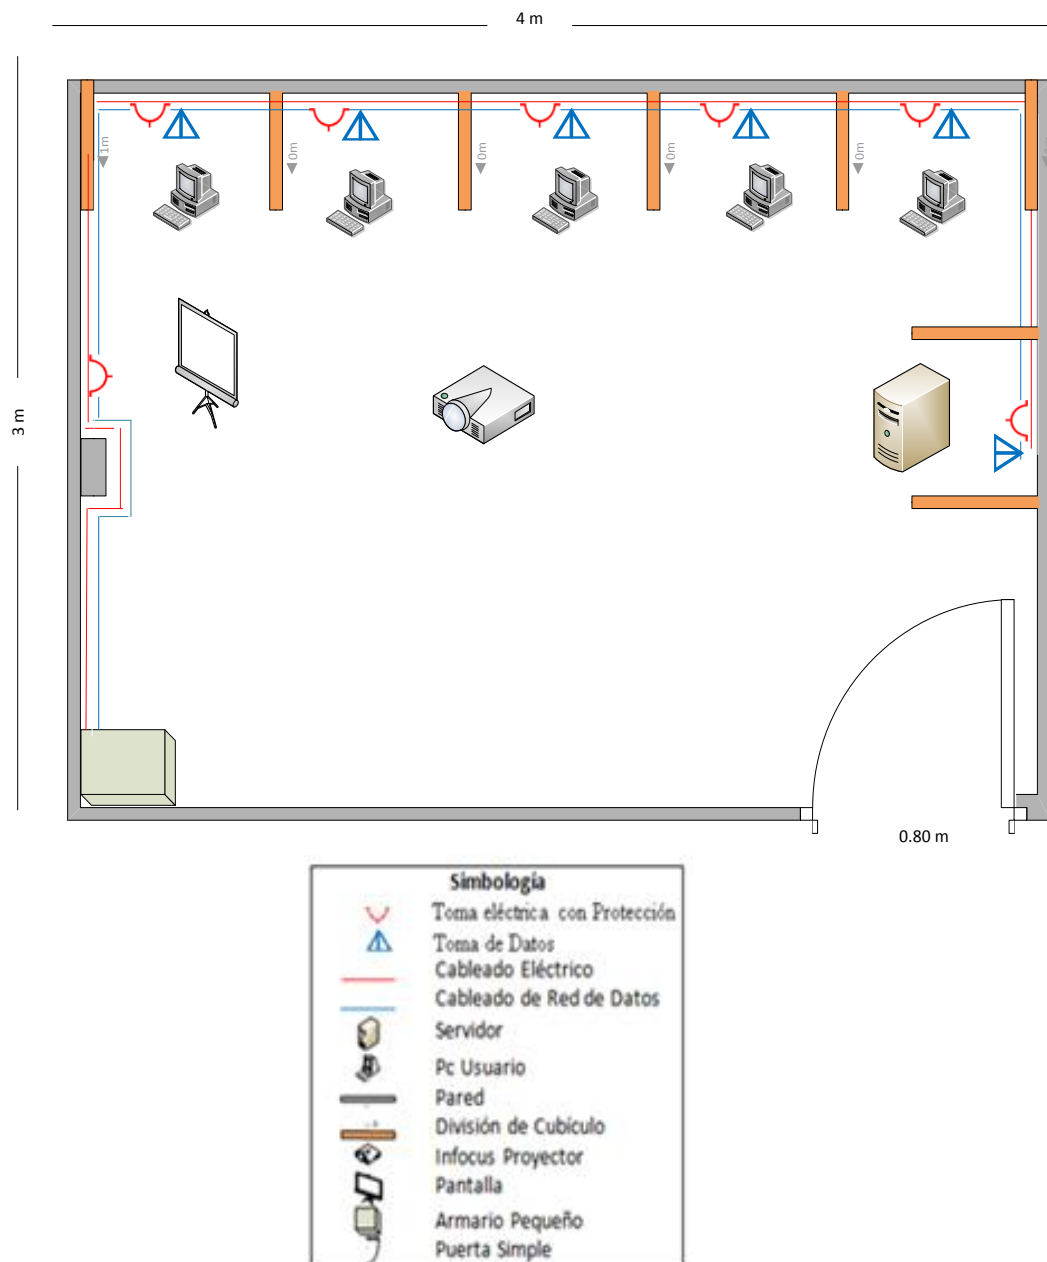 4 m
1m
0m
0m
0m
0m
3 m
0.80 m
Simbología
Toma eléctrica con Protección
Toma de Datos
Cableado Eléctrico
Cableado de Red de Datos
Servidor
Pc Usuario
Pared
División de Cubículo
Infocus Proyector
Pantalla
Armario Pequeño
Puerta Simple